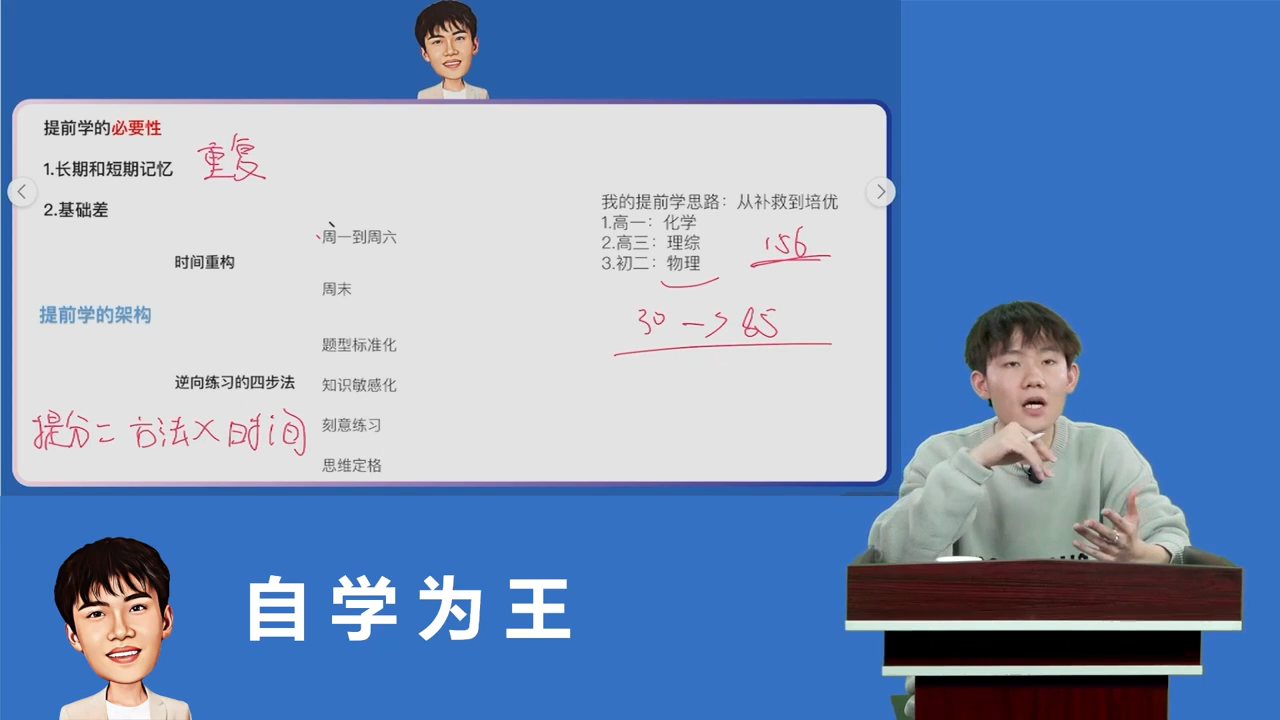 提前学的必要性
1.长期和短期记忆 重复
2.基础差
周一到周六
时间重构
周末
提前学的架构
题型标准化
逆向练习的四步法
知识敏感化
刻意练习
思维定格
提分=方法×时间
我的提前学思路：从补救到培优
1.高一：化学
2.高三：理综 156
3.初二：物理
30->85
自学为王